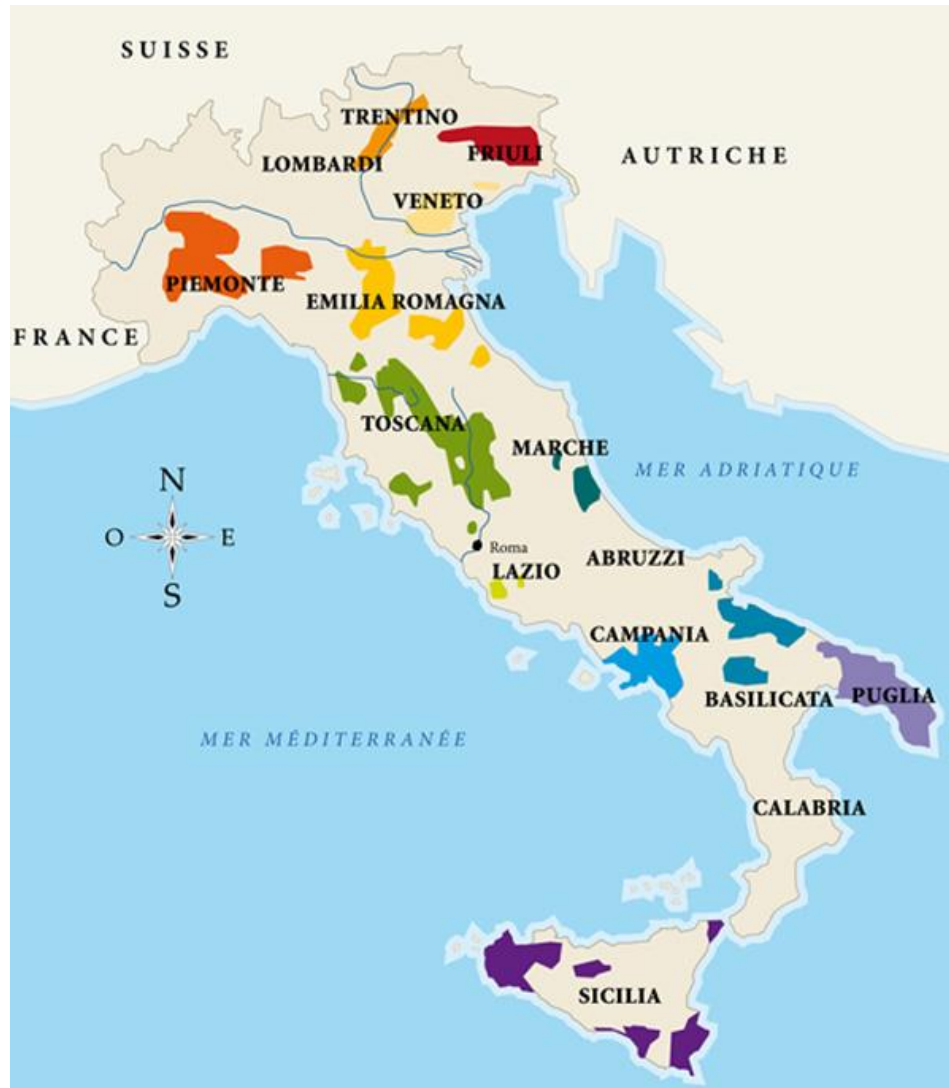 SUISSE
TRENTINO
LOMBARDI
FRIULI
AUTRICHE
VENETO
PIEMONTE
EMILIA ROMAGNA
FRANCE
TOSCANA
MARCHE
MER ADRIATIQUE
N
O
E
S
Roma
LAZIO
ABRUZZI
CAMPANIA
BASILICATA
PUGLIA
MER MÉDITERRANÉE
CALABRIA
SICILIA